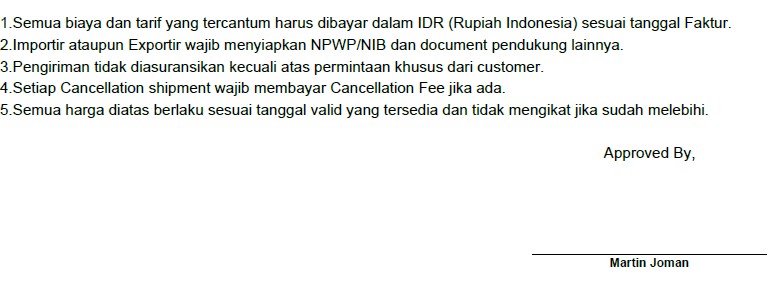 1.Semua biaya dan tarif yang tercantum harus dibayar dalam IDR (Rupiah Indonesia) sesuai tanggal Faktur.
2.Importir ataupun Exportir wajib menyiapkan NPWP/NIB dan document pendukung lainnya.
3.Pengiriman tidak diasuransikan kecuali atas permintaan khusus dari customer.
4.Setiap Cancellation shipment wajib membayar Cancellation Fee jika ada.
5.Semua harga diatas berlaku sesuai tanggal valid yang tersedia dan tidak mengikat jika sudah melebihi.
Approved By,
Martin Joman